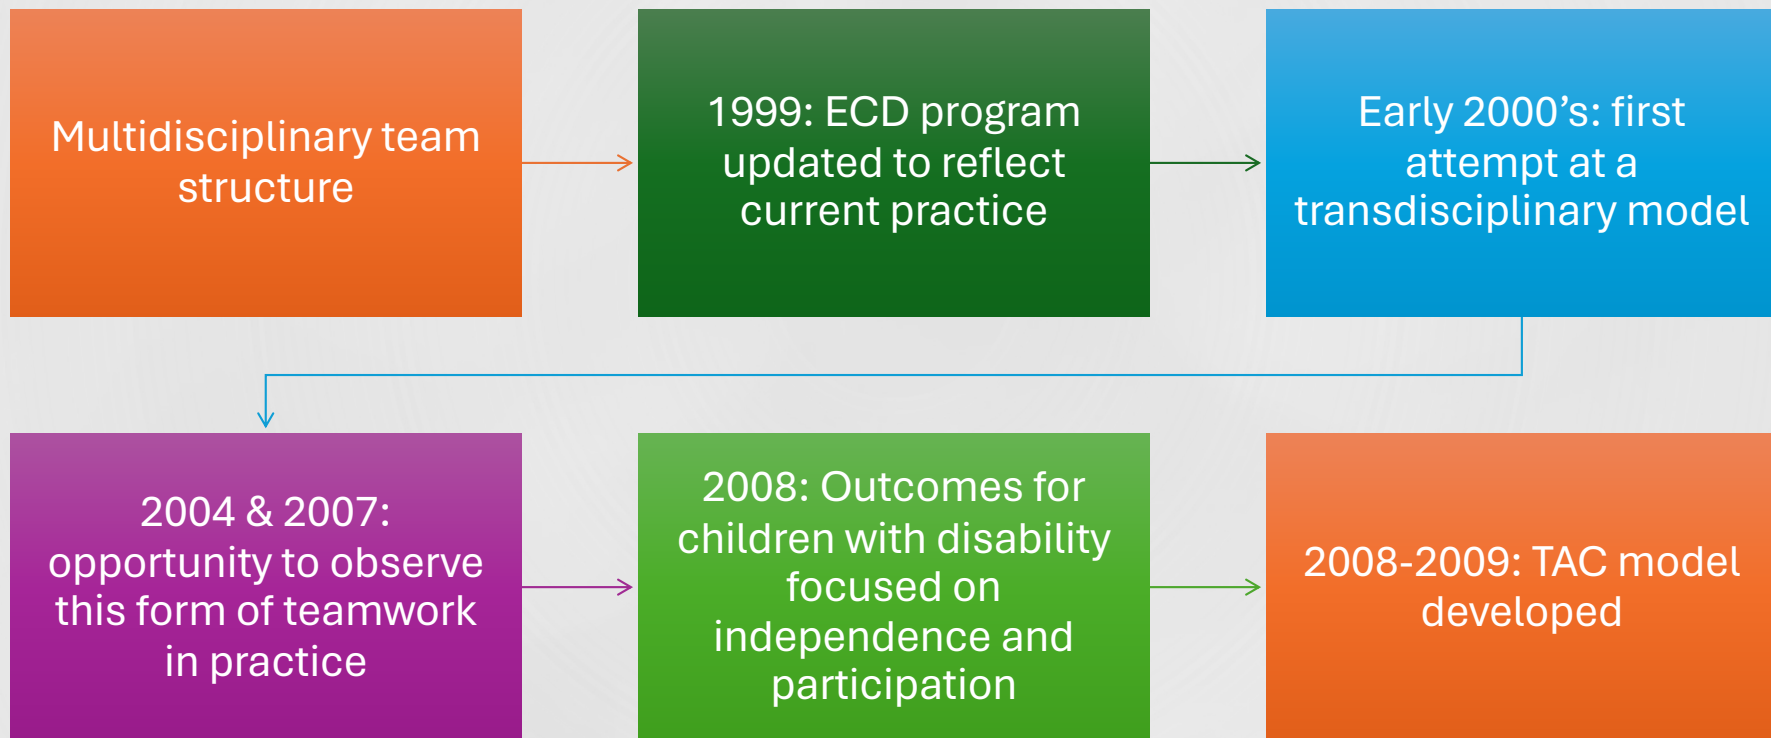 Multidisciplinary team
structure
1999: ECD program
updated to reflect
current practice
Early 2000’s: first
attempt at a
transdisciplinary model
2004 & 2007:
opportunity to observe
this form of teamwork
in practice
2008: Outcomes for
children with disability
focused on
independence and
participation
2008-2009: TAC model
developed